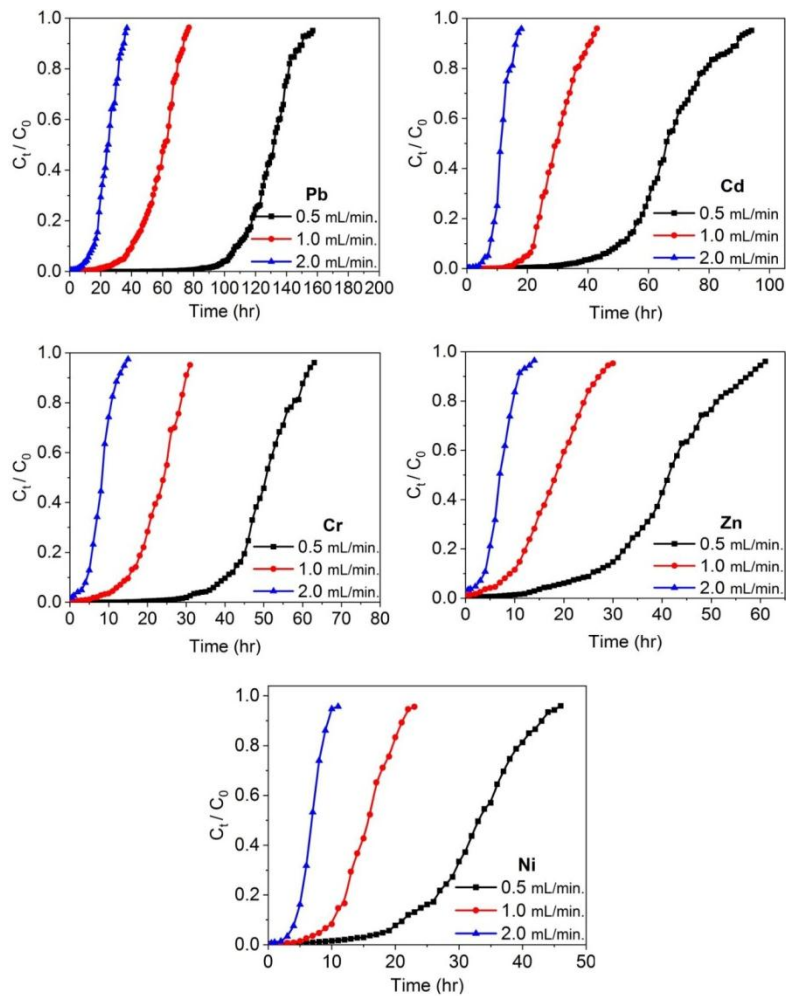 1.0
0.8
0.6
0.4
0.2
0.0
Ct / C0
Pb
0.5 mL/min.
1.0 mL/min.
2.0 mL/min.
0 20 40 60 80 100 120 140 160 180 200
Time (hr)
1.0
0.8
0.6
0.4
0.2
0.0
Ct / C0
Cd
0.5 mL/min
1.0 mL/min
2.0 mL/min
0 20 40 60 80 100
Time (hr)
1.0
0.8
0.6
0.4
0.2
0.0
Ct / C0
Cr
0.5 mL/min.
1.0 mL/min.
2.0 mL/min.
0 10 20 30 40 50 60 70 80
Time (hr)
1.0
0.8
0.6
0.4
0.2
0.0
Ct / C0
Zn
0.5 mL/min.
1.0 mL/min.
2.0 mL/min.
0 10 20 30 40 50 60
Time (hr)
1.0
0.8
0.6
0.4
0.2
0.0
Ct / C0
Ni
0.5 mL/min.
1.0 mL/min.
2.0 mL/min.
0 10 20 30 40 50
Time (hr)